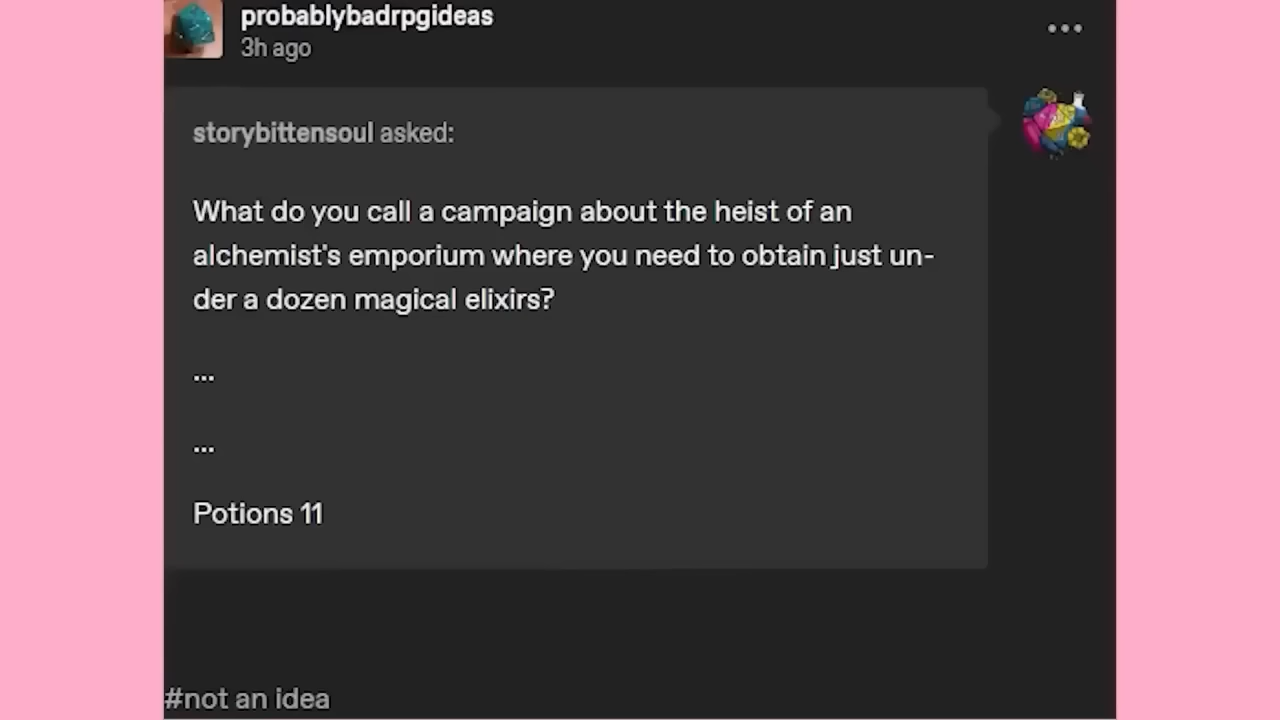 probablybadrpgideas
3h ago
storybittensoul asked:
What do you call a campaign about the heist of an
alchemist's emporium where you need to obtain just un-
der a dozen magical elixirs?
...
...
Potions 11
#not an idea